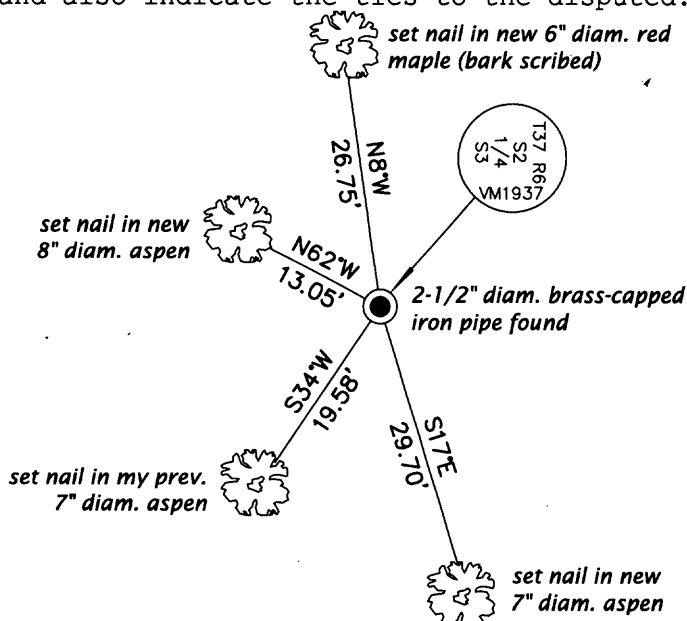 and also indicate the ties to the disputed.
set nail in new 6" diam. red
maple (bark scribed)
T37 R6
S2
1/4
S3
VM1937
N8°W
26.75'
set nail in new
8" diam. aspen
N62°W
13.05'
2-1/2" diam. brass-capped
iron pipe found
S34°W
19.58'
S17°E
29.70'
set nail in my prev.
7" diam. aspen
set nail in new
7" diam. aspen